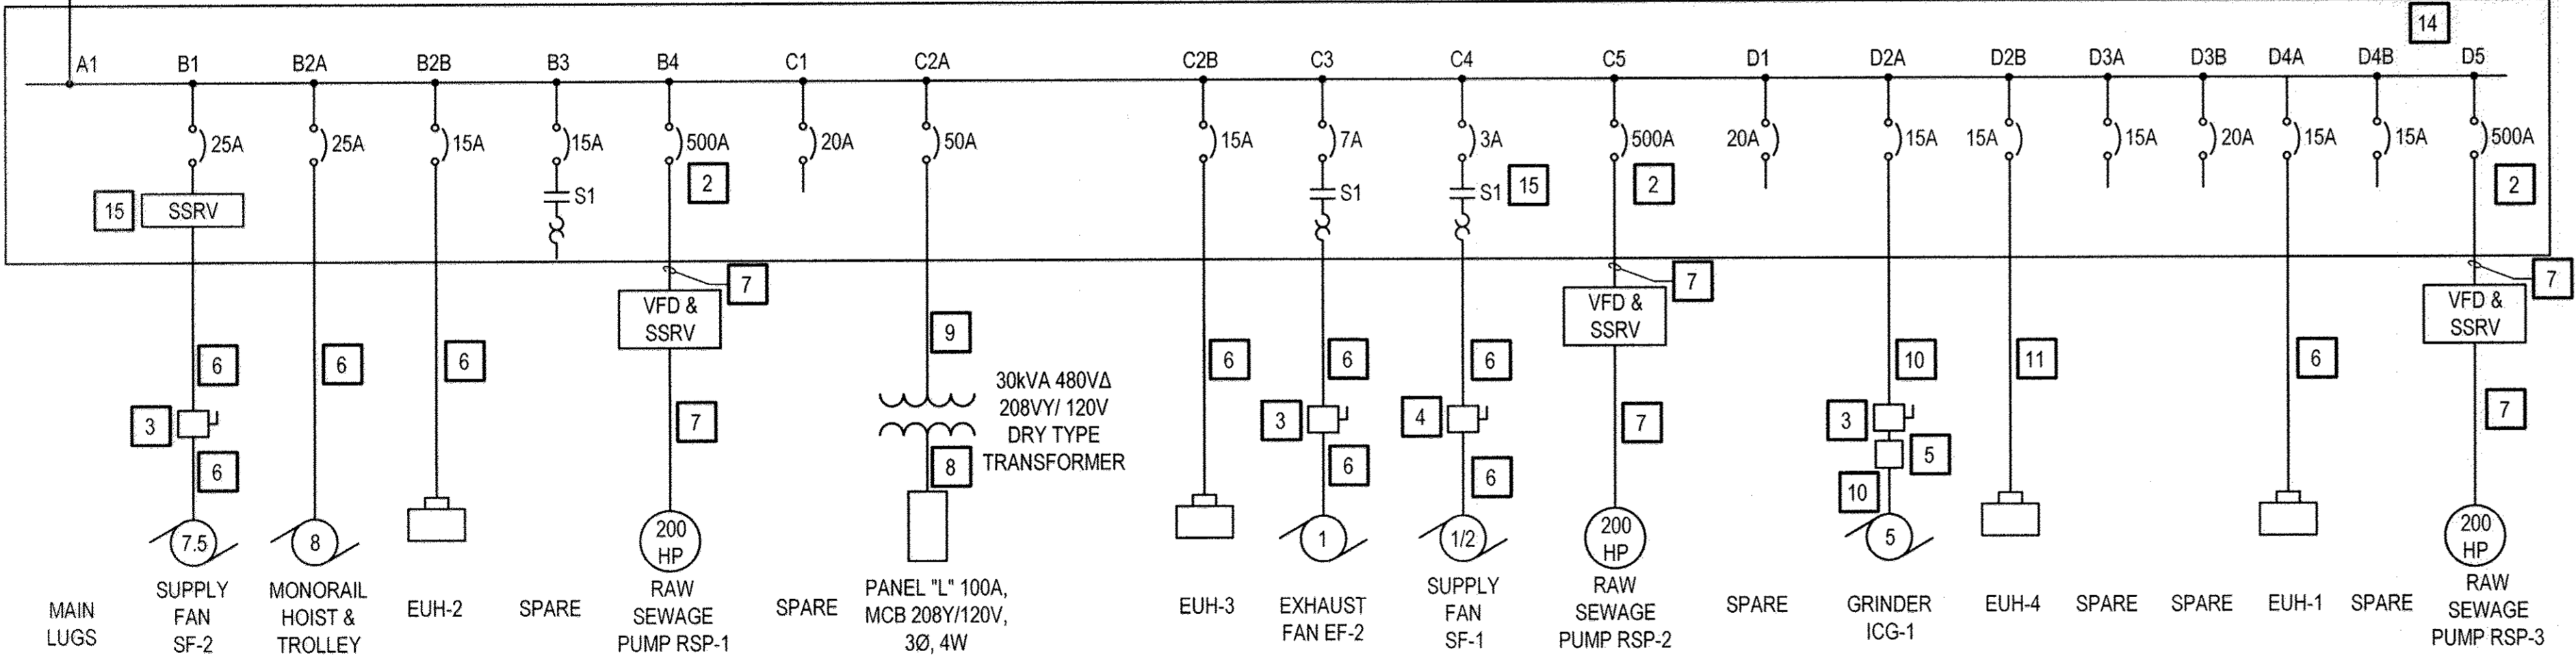 14
A1 B1 B2A B2B B3 B4 C1 C2A C2B C3 C4 C5 D1 D2A D2B D3A D3B D4A D4B D5
25A 25A 15A 15A 500A 20A 50A 15A 7A 3A 500A 20A 15A 15A 15A 20A 15A 15A 500A
2 2 2
15 SSRV S1 S1 S1 15
7 7 7
VFD &
SSRV
VFD &
SSRV
VFD &
SSRV
9
6 6 6 6 6 6 10 11 6
30kVA 480VΔ
208VY/ 120V
DRY TYPE
TRANSFORMER
3 7 3 4 7 3 7
8 5
6 6 6 10
7.5 8 200
HP
1 1/2 200
HP
5 200
HP
MAIN
LUGS
SUPPLY
FAN
SF-2
MONORAIL
HOIST &
TROLLEY
EUH-2
SPARE
RAW
SEWAGE
PUMP RSP-1
SPARE
PANEL "L" 100A,
MCB 208Y/120V,
3Ø, 4W
EUH-3
EXHAUST
FAN EF-2
SUPPLY
FAN
SF-1
RAW
SEWAGE
PUMP RSP-2
SPARE
GRINDER
ICG-1
EUH-4
SPARE
SPARE
EUH-1
SPARE
RAW
SEWAGE
PUMP RSP-3